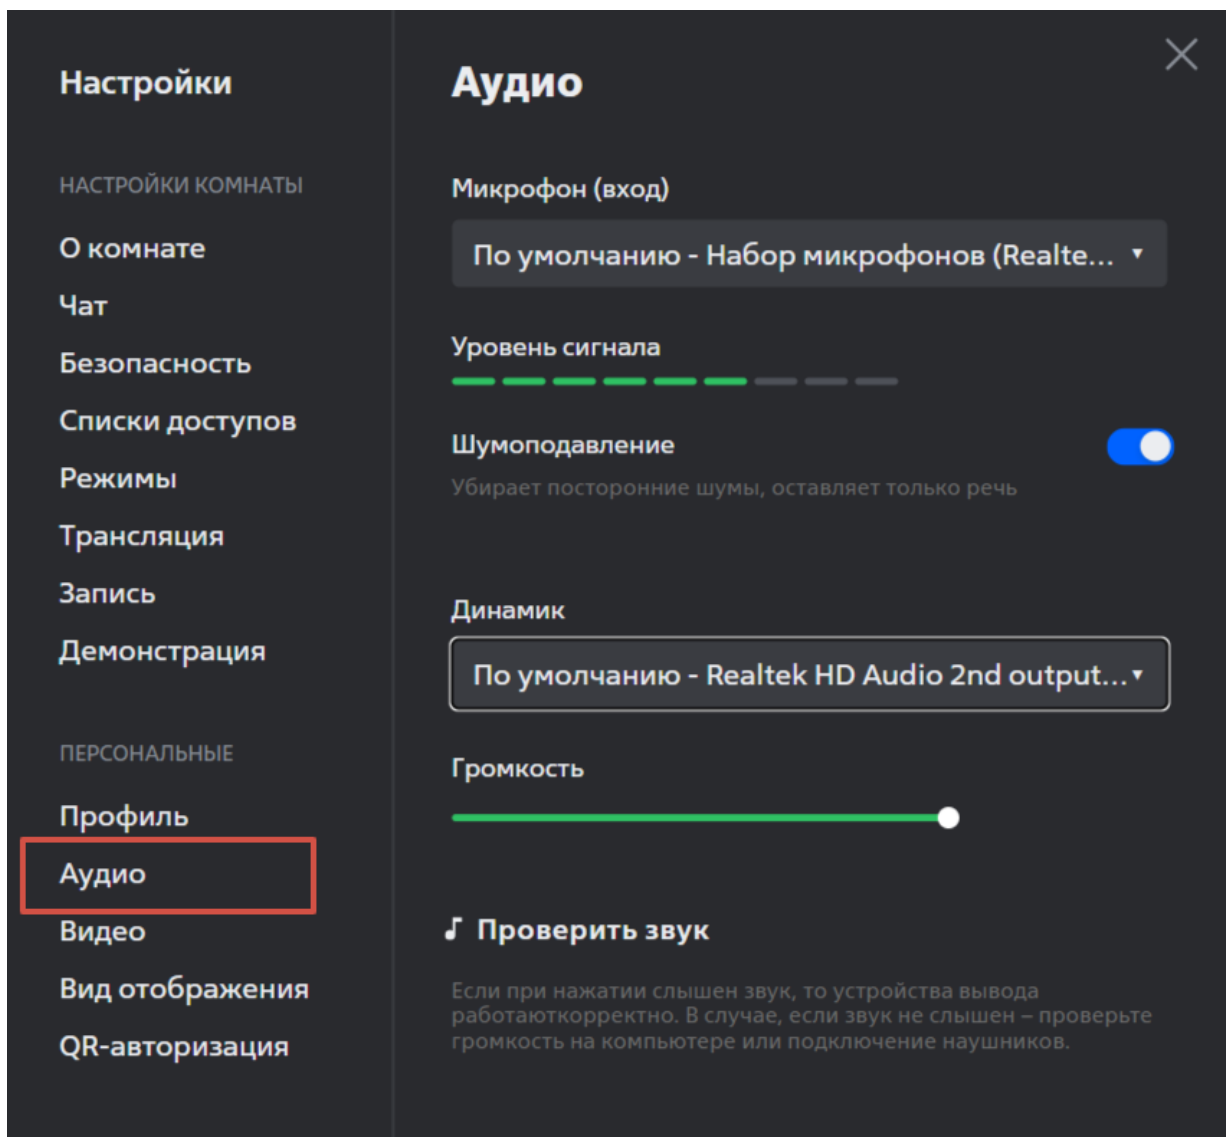 Настройки
НАСТРОЙКИ КОМНАТЫ
О комнате
Чат
Безопасность
Списки доступов
Режимы
Трансляция
Запись
Демонстрация
ПЕРСОНАЛЬНЫЕ
Профиль
Аудио
Видео
Вид отображения
QR-авторизация
Аудио
Микрофон (вход)
По умолчанию - Набор микрофонов (Realte...
Уровень сигнала
Шумоподавление
Убирает посторонние шумы, оставляет только речь
Динамик
По умолчанию - Realtek HD Audio 2nd output...
Громкость
Проверить звук
Если при нажатии слышен звук, то устройства вывода
работаюткорректно. В случае, если звук не слышен – проверьте
громкость на компьютере или подключение наушников.